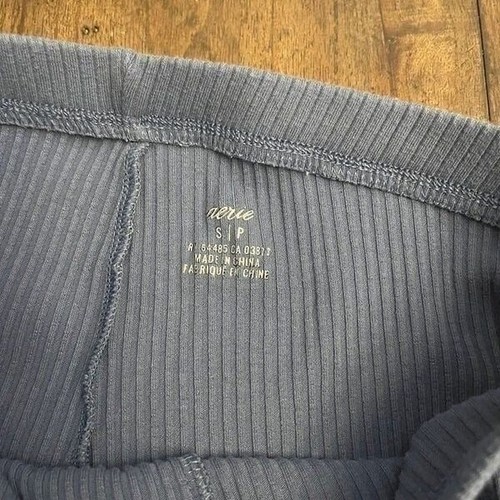 aerie
S | P
MADE IN CHINA
FABRIQUE EN CHINE